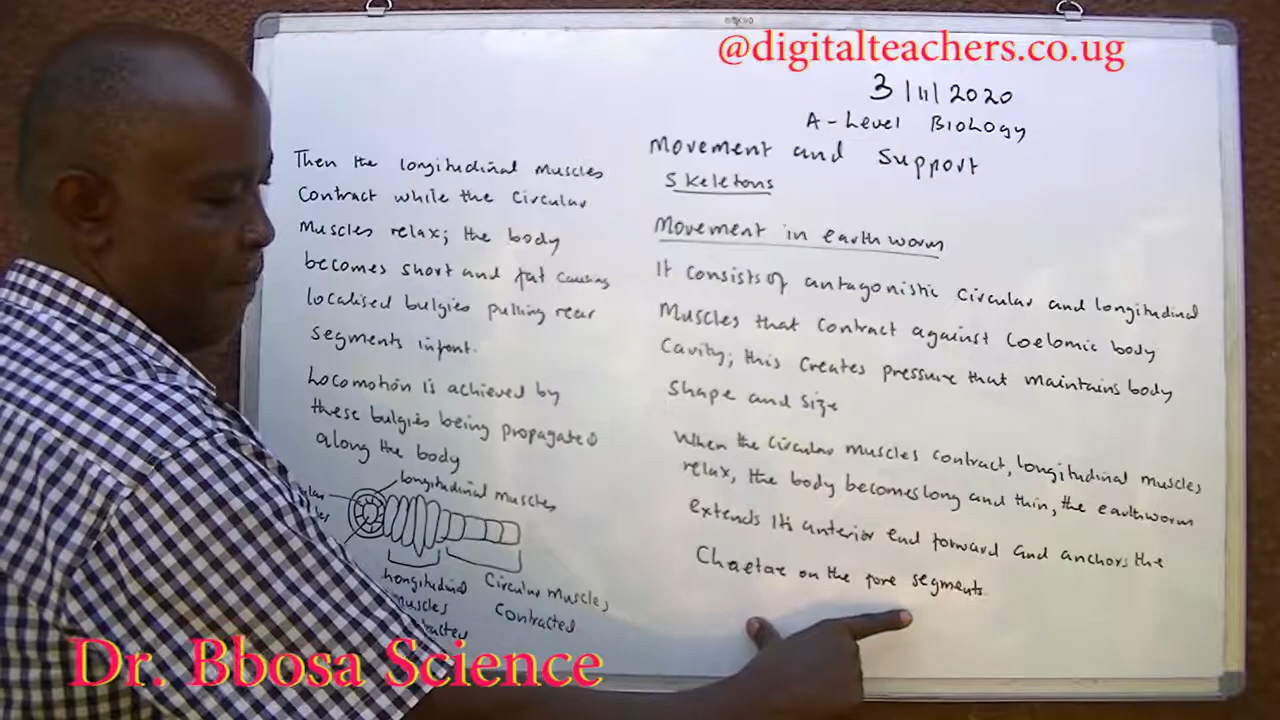 @digitalteachers.co.ug
3/11/2020
A-Level Biology
Movement and Support
Skeletons
Movement in earthworm
It consists of antagonistic circular and longitudinal
Muscles that contract against coelomic body
Cavity; this creates pressure that maintains body
Shape and size
When the circular muscles contract, longitudinal muscles
relax, the body becomes long and thin, the earthworm
extends its anterior end forward and anchors the
Chaetae on the fore segments.
Then the longitudinal Muscles
Contract while the circular
Muscles relax; the body
becomes short and fat causing
localised bulgies pulling rear
segments infont.
Locomotion is achieved by
these bulgies being propagated
along the body
longitudinal muscles
longitudinal
Muscles
Circular Muscles
Contracted
Dr. Bbosa Science